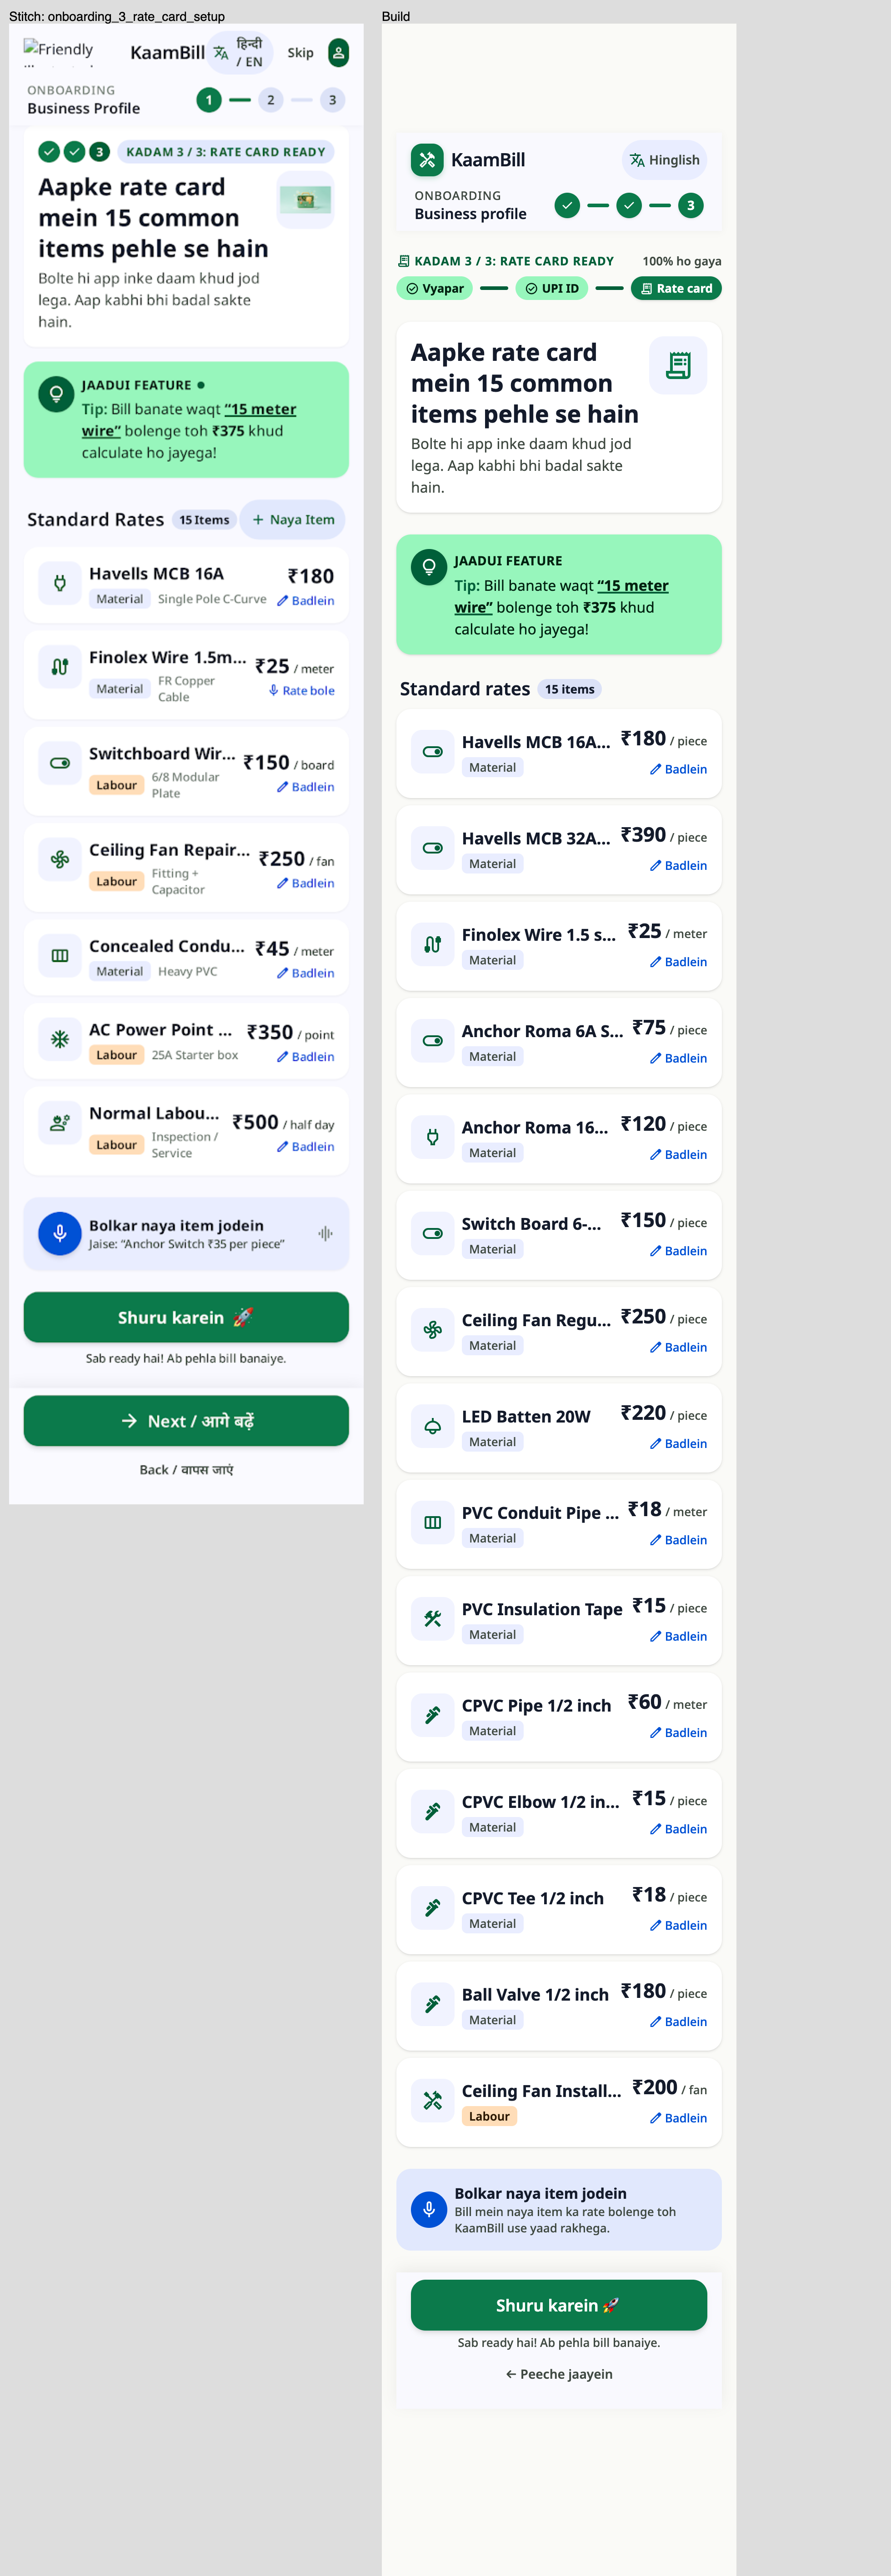 Stitch: onboarding_3_rate_card_setup
Friendly
KaamBill
हिन्दी
/ EN
Skip
ONBOARDING
Business Profile
1
2
3
3
KADAM 3 / 3: RATE CARD READY
Aapke rate card
mein 15 common
items pehle se hain
Bolte hi app inke daam khud jod
lega. Aap kabhi bhi badal sakte
hain.
JAADUI FEATURE
Tip: Bill banate waqt “15 meter
wire” bolenge toh ₹375 khud
calculate ho jayega!
Standard Rates
15 Items
+ Naya Item
Havells MCB 16A
₹180
Material
Single Pole C-Curve
Badlein
Finolex Wire 1.5m...
₹25 / meter
Material
FR Copper
Cable
Rate bole
Switchboard Wir...
₹150 / board
Labour
6/8 Modular
Plate
Badlein
Ceiling Fan Repair...
₹250 / fan
Labour
Fitting +
Capacitor
Badlein
Concealed Condu...
₹45 / meter
Material
Heavy PVC
Badlein
AC Power Point ...
₹350 / point
Labour
25A Starter box
Badlein
Normal Labou...
₹500 / half day
Labour
Inspection /
Service
Badlein
Bolkar naya item jodein
Jaise: “Anchor Switch ₹35 per piece”
Shuru karein 🚀
Sab ready hai! Ab pehla bill banaiye.
→ Next / आगे बढ़ें
Back / वापस जाएं
Build
KaamBill
Hinglish
ONBOARDING
Business profile
3
KADAM 3 / 3: RATE CARD READY
100% ho gaya
Vyapar
UPI ID
Rate card
Aapke rate card
mein 15 common
items pehle se hain
Bolte hi app inke daam khud jod
lega. Aap kabhi bhi badal sakte
hain.
JAADUI FEATURE
Tip: Bill banate waqt “15 meter
wire” bolenge toh ₹375 khud
calculate ho jayega!
Standard rates
15 items
Havells MCB 16A...
₹180 / piece
Material
Badlein
Havells MCB 32A...
₹390 / piece
Material
Badlein
Finolex Wire 1.5 s...
₹25 / meter
Material
Badlein
Anchor Roma 6A S...
₹75 / piece
Material
Badlein
Anchor Roma 16...
₹120 / piece
Material
Badlein
Switch Board 6-...
₹150 / piece
Material
Badlein
Ceiling Fan Regu...
₹250 / piece
Material
Badlein
LED Batten 20W
₹220 / piece
Material
Badlein
PVC Conduit Pipe ...
₹18 / meter
Material
Badlein
PVC Insulation Tape
₹15 / piece
Material
Badlein
CPVC Pipe 1/2 inch
₹60 / meter
Material
Badlein
CPVC Elbow 1/2 in...
₹15 / piece
Material
Badlein
CPVC Tee 1/2 inch
₹18 / piece
Material
Badlein
Ball Valve 1/2 inch
₹180 / piece
Material
Badlein
Ceiling Fan Install...
₹200 / fan
Labour
Badlein
Bolkar naya item jodein
Bill mein naya item ka rate bolenge toh
KaamBill use yaad rakhega.
Shuru karein 🚀
Sab ready hai! Ab pehla bill banaiye.
← Peeche jaayein